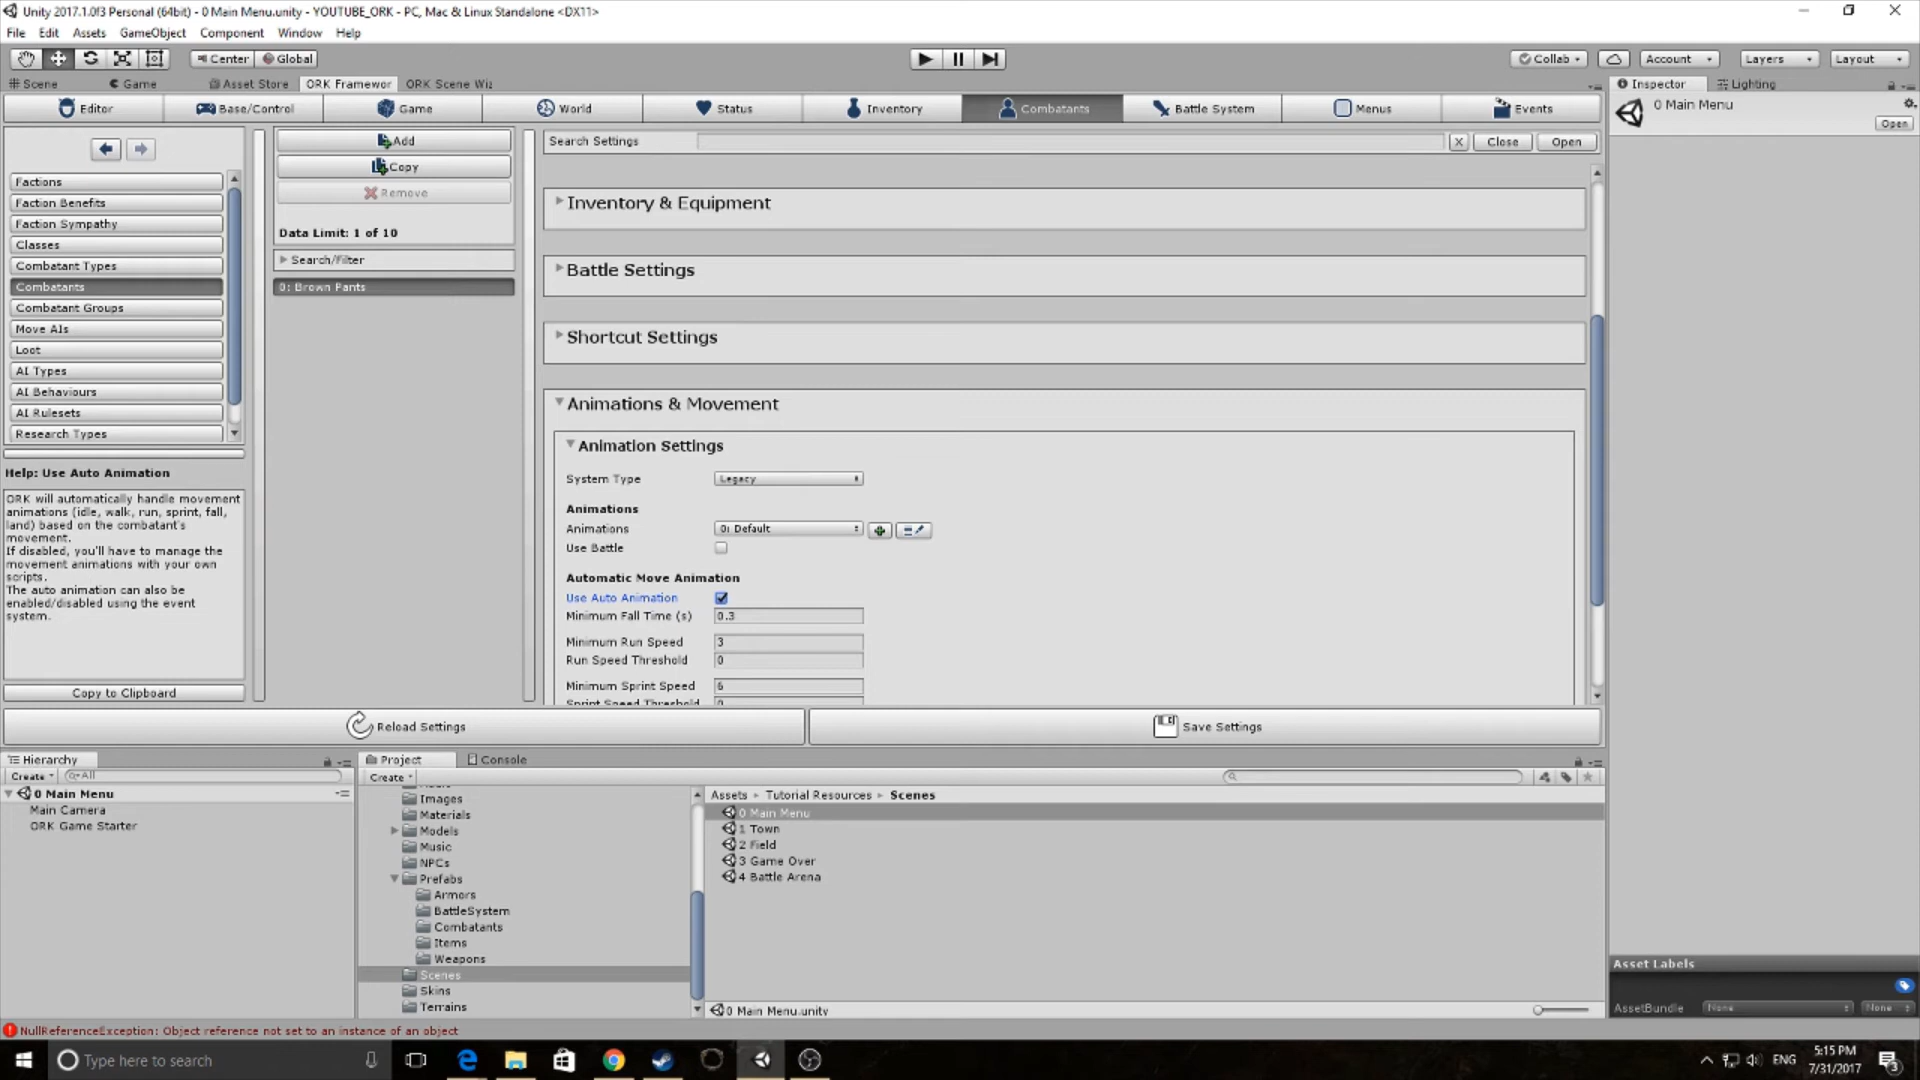 Unity 2017.1.0f3 Personal (64bit) - 0 Main Menu.unity - YOUTUBE_ORK - PC, Mac & Linux Standalone <DX11>
File Edit Assets GameObject Component Window Help
Center Global
Collab Account Layers Layout
Scene Game Asset Store ORK Framewor ORK Scene Wiz
Inspector Lighting
Editor Base/Control Game World Status Inventory Combatants Battle System Menus Events
0 Main Menu
Open
Add
Copy
Remove
Data Limit: 1 of 10
Search/Filter
0: Brown Pants
Search Settings
X Close Open
Factions
Faction Benefits
Faction Sympathy
Classes
Combatant Types
Combatants
Combatant Groups
Move AIs
Loot
AI Types
AI Behaviours
AI Rulesets
Research Types
Help: Use Auto Animation
ORK will automatically handle movement
animations (idle, walk, run, sprint, fall,
land) based on the combatant's
movement.
If disabled, you'll have to manage the
movement animations with your own
scripts.
The auto animation can also be
enabled/disabled using the event
system.
Copy to Clipboard
Inventory & Equipment
Battle Settings
Shortcut Settings
Animations & Movement
Animation Settings
System Type Legacy
Animations
Animations 0: Default
Use Battle
Automatic Move Animation
Use Auto Animation
Minimum Fall Time (s) 0.3
Minimum Run Speed 3
Run Speed Threshold 0
Minimum Sprint Speed 6
Sprint Speed Threshold 0
Reload Settings
Save Settings
Hierarchy
Create All
0 Main Menu
Main Camera
ORK Game Starter
Project Console
Create
Images
Materials
Models
Music
NPCs
Prefabs
Armors
BattleSystem
Combatants
Items
Weapons
Scenes
Skins
Terrains
Assets Tutorial Resources Scenes
0 Main Menu
1 Town
2 Field
3 Game Over
4 Battle Arena
0 Main Menu.unity
Asset Labels
AssetBundle None None
NullReferenceException: Object reference not set to an instance of an object
Type here to search
ENG
5:15 PM
7/31/2017
3